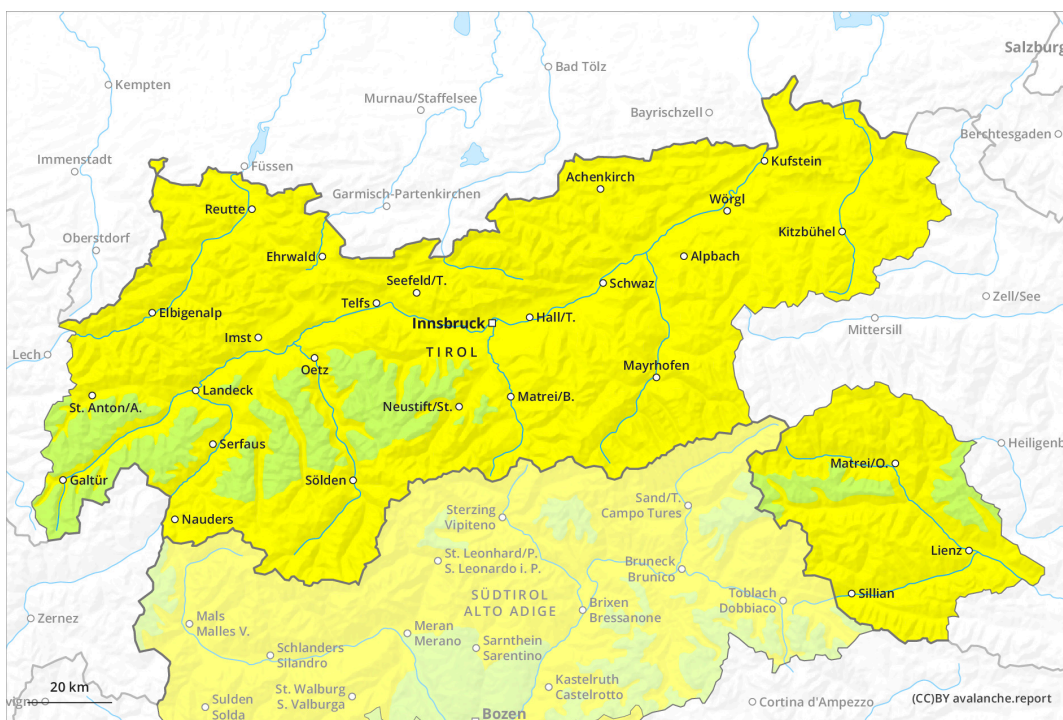 Salzburg
Kempten
Bad Tölz
Murnau/Staffelsee
Bayrischzell
Berchtesgaden
Immenstadt
Füssen
Kufstein
Achenkirch
Garmisch-Partenkirchen
Wörgl
Reutte
Oberstdorf
Kitzbühel
Ehrwald
Alpbach
Seefeld/T.
Schwaz
Telfs
Zell/See
Elbigenalp
Hall/T.
Innsbruck
Mittersill
Imst
TIROL
Lech
Oetz
Mayrhofen
Landeck
Matrei/B.
St. Anton/A.
Neustift/St.
Serfaus
Heiligenb
Matrei/O.
Galtür
Sölden
Sand/T.
Campo Tures
Sterzing
Vipiteno
Nauders
Lienz
St. Leonhard/P.
S. Leonardo i. P.
Bruneck
Brunico
SÜDTIROL
ALTO ADIGE
Sillian
Toblach
Dobbiaco
Brixen
Bressanone
Zernez
Mals
Malles V.
Meran
Merano
Sarnthein
Sarentino
Schlanders
Silandro
Kastelruth
Castelrotto
20 km
St. Walburg
S. Valburga
vigno
Sulden
Solda
Cortina d'Ampezzo
(CC)BY avalanche.report
Bozen